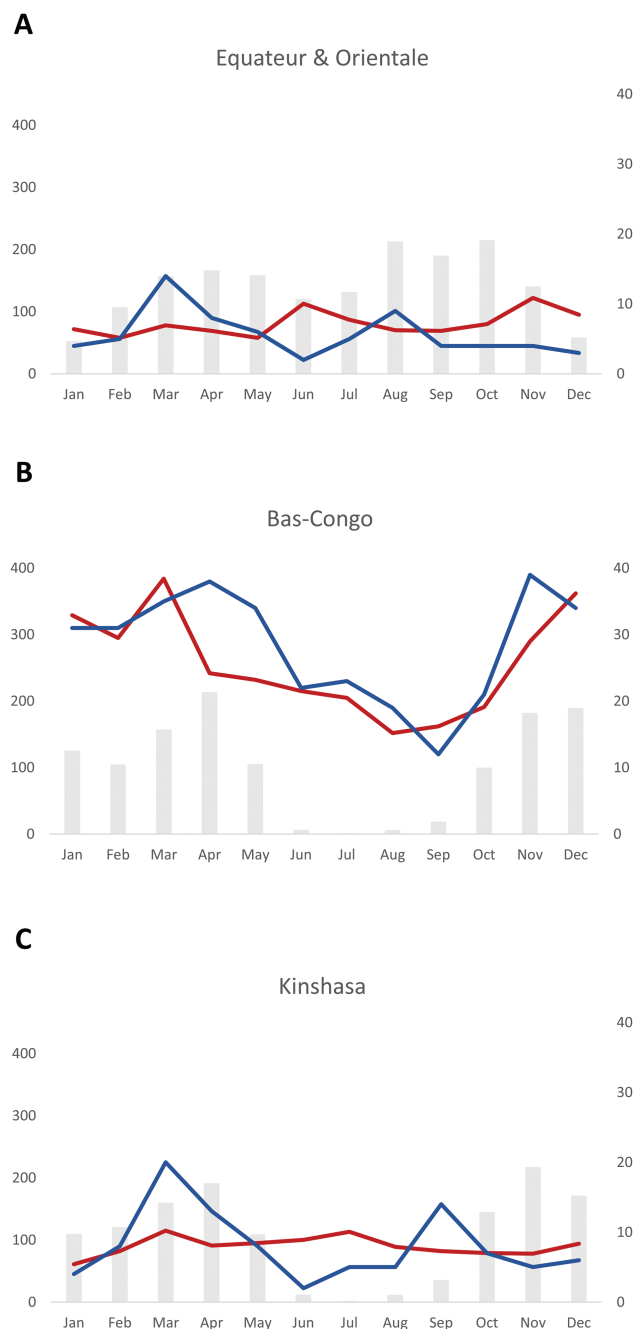 A
Equateur & Orientale
40
400
30
300
20
200
10
100
0 0
Jan Feb Mar Apr May Jun Jul Aug Sep Oct Nov Dec
B
Bas-Congo
400 40
300 30
200 20
100 10
0 0
Jan Feb Mar Apr May Jun Jul Aug Sep Oct Nov Dec
C
Kinshasa
40
400
30
300
20
200
10
100
0 0
Jan Feb Mar Apr May Jun Jul Aug Sep Oct Nov Dec